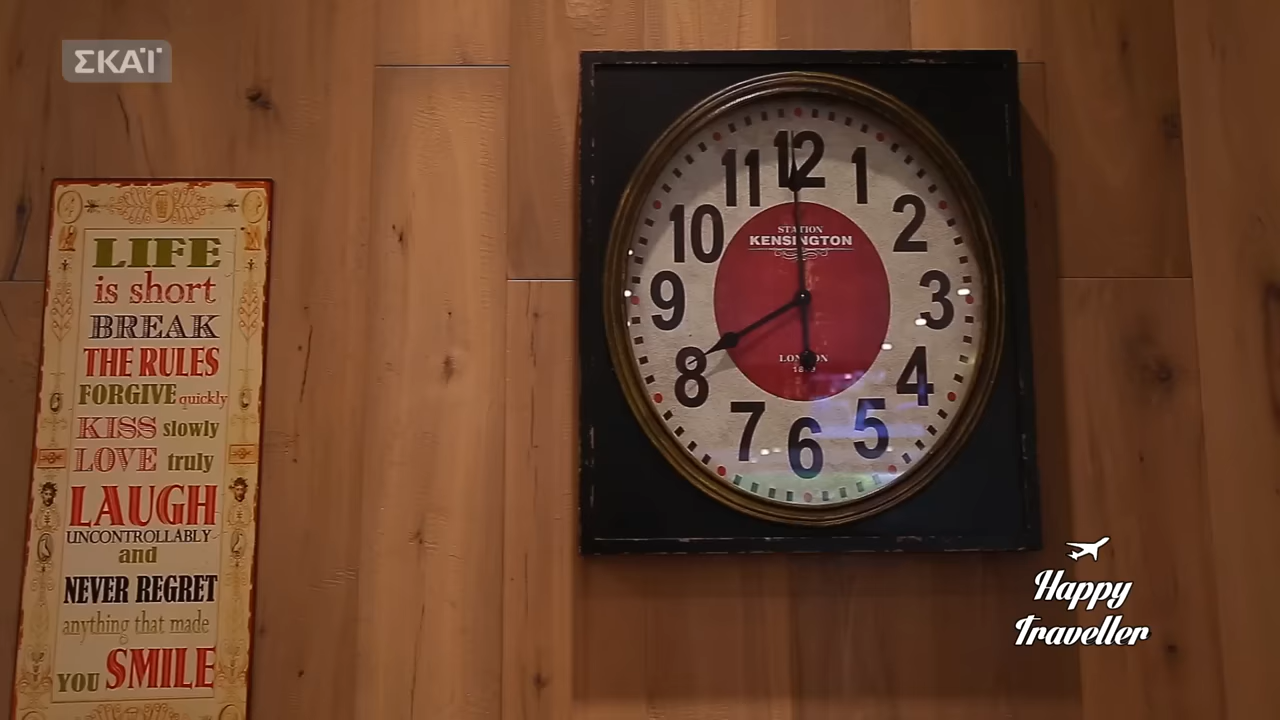 ΣΚΑΪ
LIFE
is short
BREAK
THE RULES
FORGIVE quickly
KISS slowly
LOVE truly
LAUGH
UNCONTROLLABLY
and
NEVER REGRET
anything that made
YOU SMILE
12
11 1
10 2
9 3
8 4
7 5
6
STATION
KENSINGTON
LONDON
Happy
Traveller